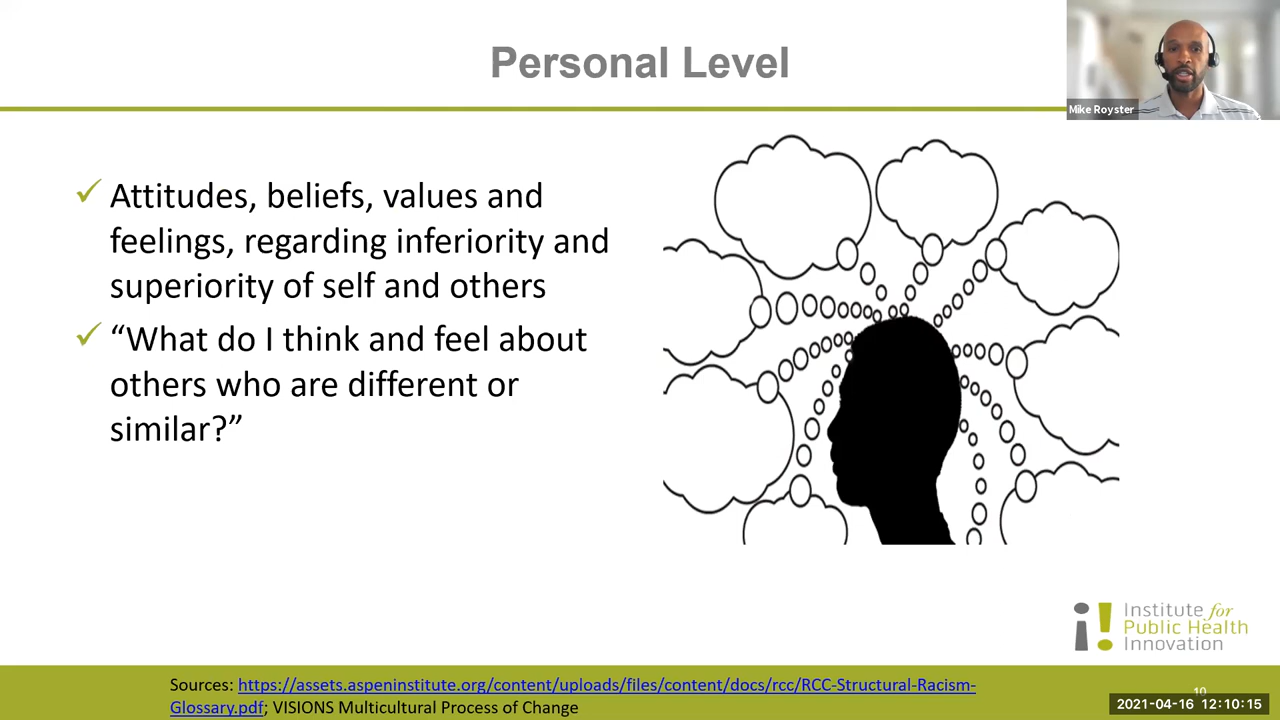 Personal Level
Mike Royster
✓ Attitudes, beliefs, values and
feelings, regarding inferiority and
superiority of self and others
✓ “What do I think and feel about
others who are different or
similar?”
Institute for
Public Health
Innovation
Sources: https://assets.aspeninstitute.org/content/uploads/files/content/docs/rcc/RCC-Structural-Racism-
Glossary.pdf; VISIONS Multicultural Process of Change
10
2021-04-16 12:10:15